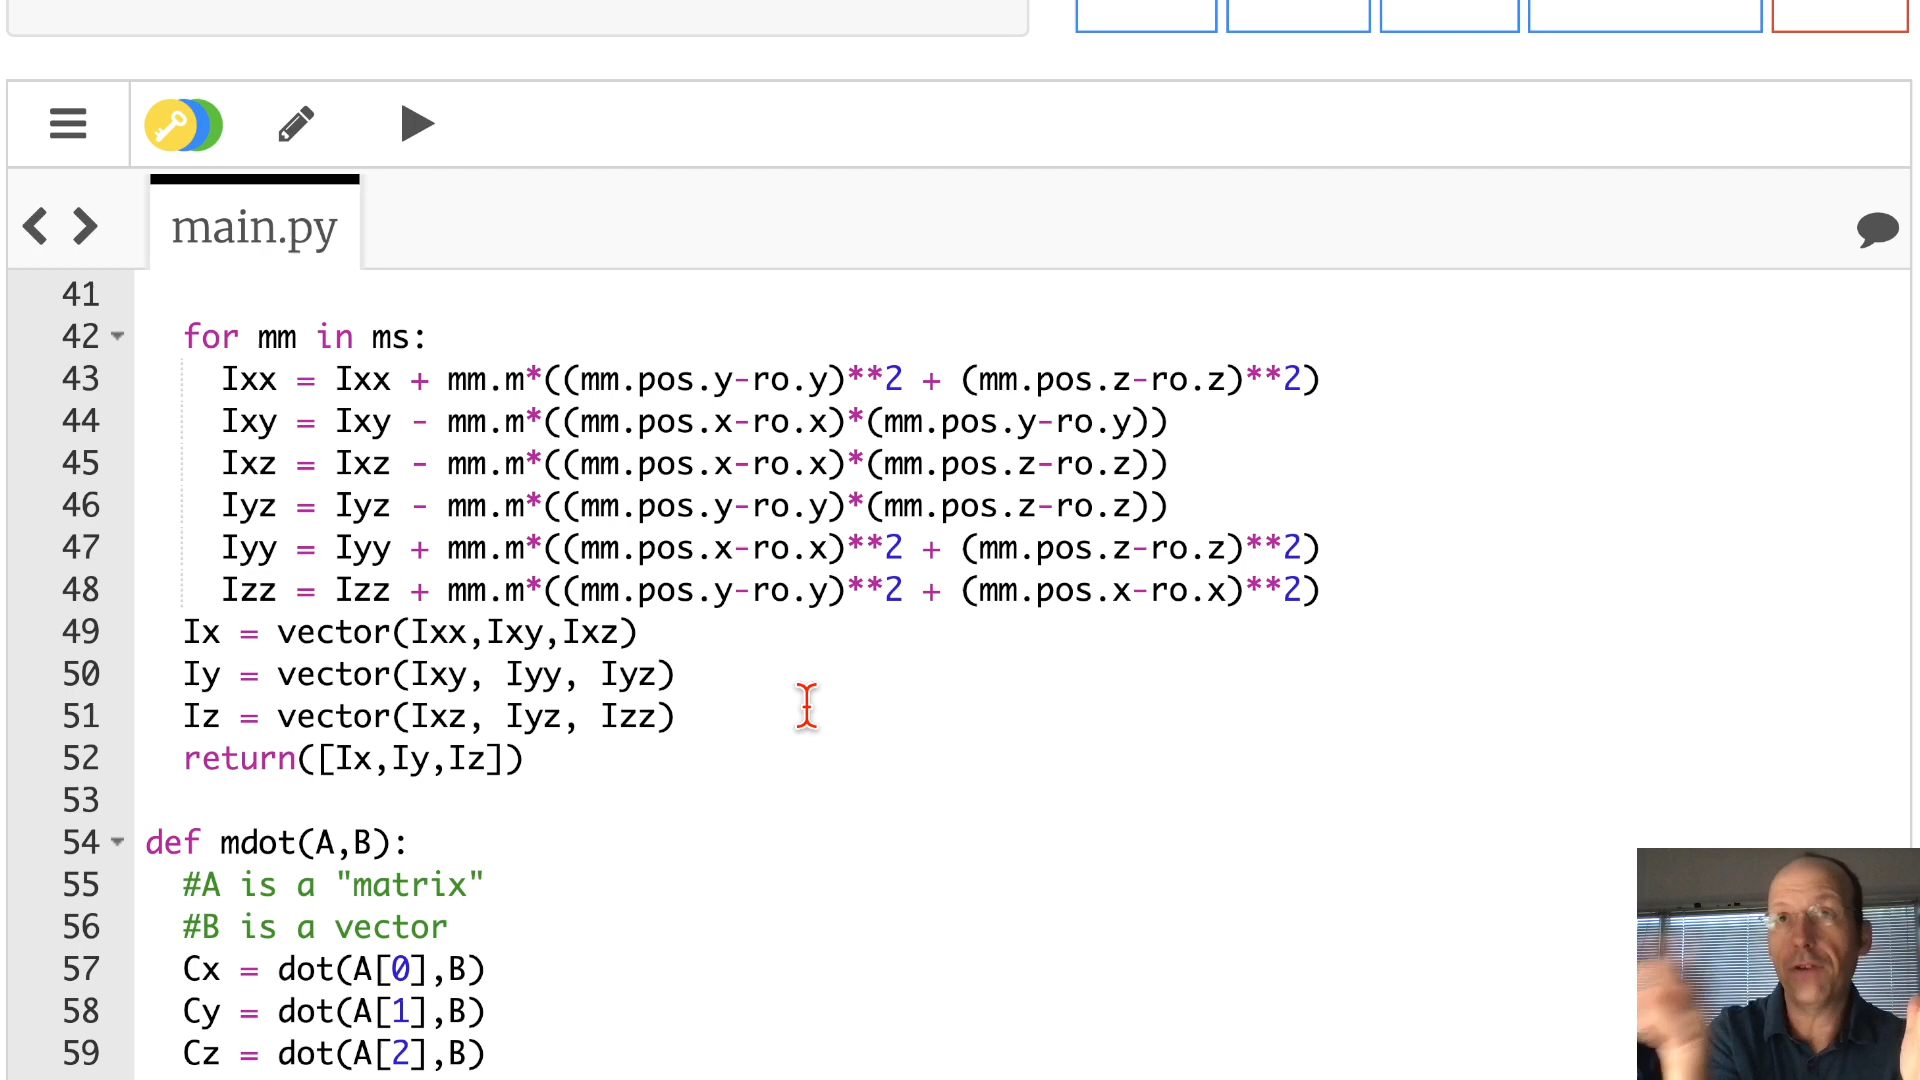 main.py
41
42 for mm in ms:
43 Ixx = Ixx + mm.m*((mm.pos.y-ro.y)**2 + (mm.pos.z-ro.z)**2)
44 Ixy = Ixy - mm.m*((mm.pos.x-ro.x)*(mm.pos.y-ro.y))
45 Ixz = Ixz - mm.m*((mm.pos.x-ro.x)*(mm.pos.z-ro.z))
46 Iyz = Iyz - mm.m*((mm.pos.y-ro.y)*(mm.pos.z-ro.z))
47 Iyy = Iyy + mm.m*((mm.pos.x-ro.x)**2 + (mm.pos.z-ro.z)**2)
48 Izz = Izz + mm.m*((mm.pos.y-ro.y)**2 + (mm.pos.x-ro.x)**2)
49 Ix = vector(Ixx,Ixy,Ixz)
50 Iy = vector(Ixy, Iyy, Iyz)
51 Iz = vector(Ixz, Iyz, Izz)
52 return([Ix,Iy,Iz])
53
54 def mdot(A,B):
55 #A is a "matrix"
56 #B is a vector
57 Cx = dot(A[0],B)
58 Cy = dot(A[1],B)
59 Cz = dot(A[2],B)